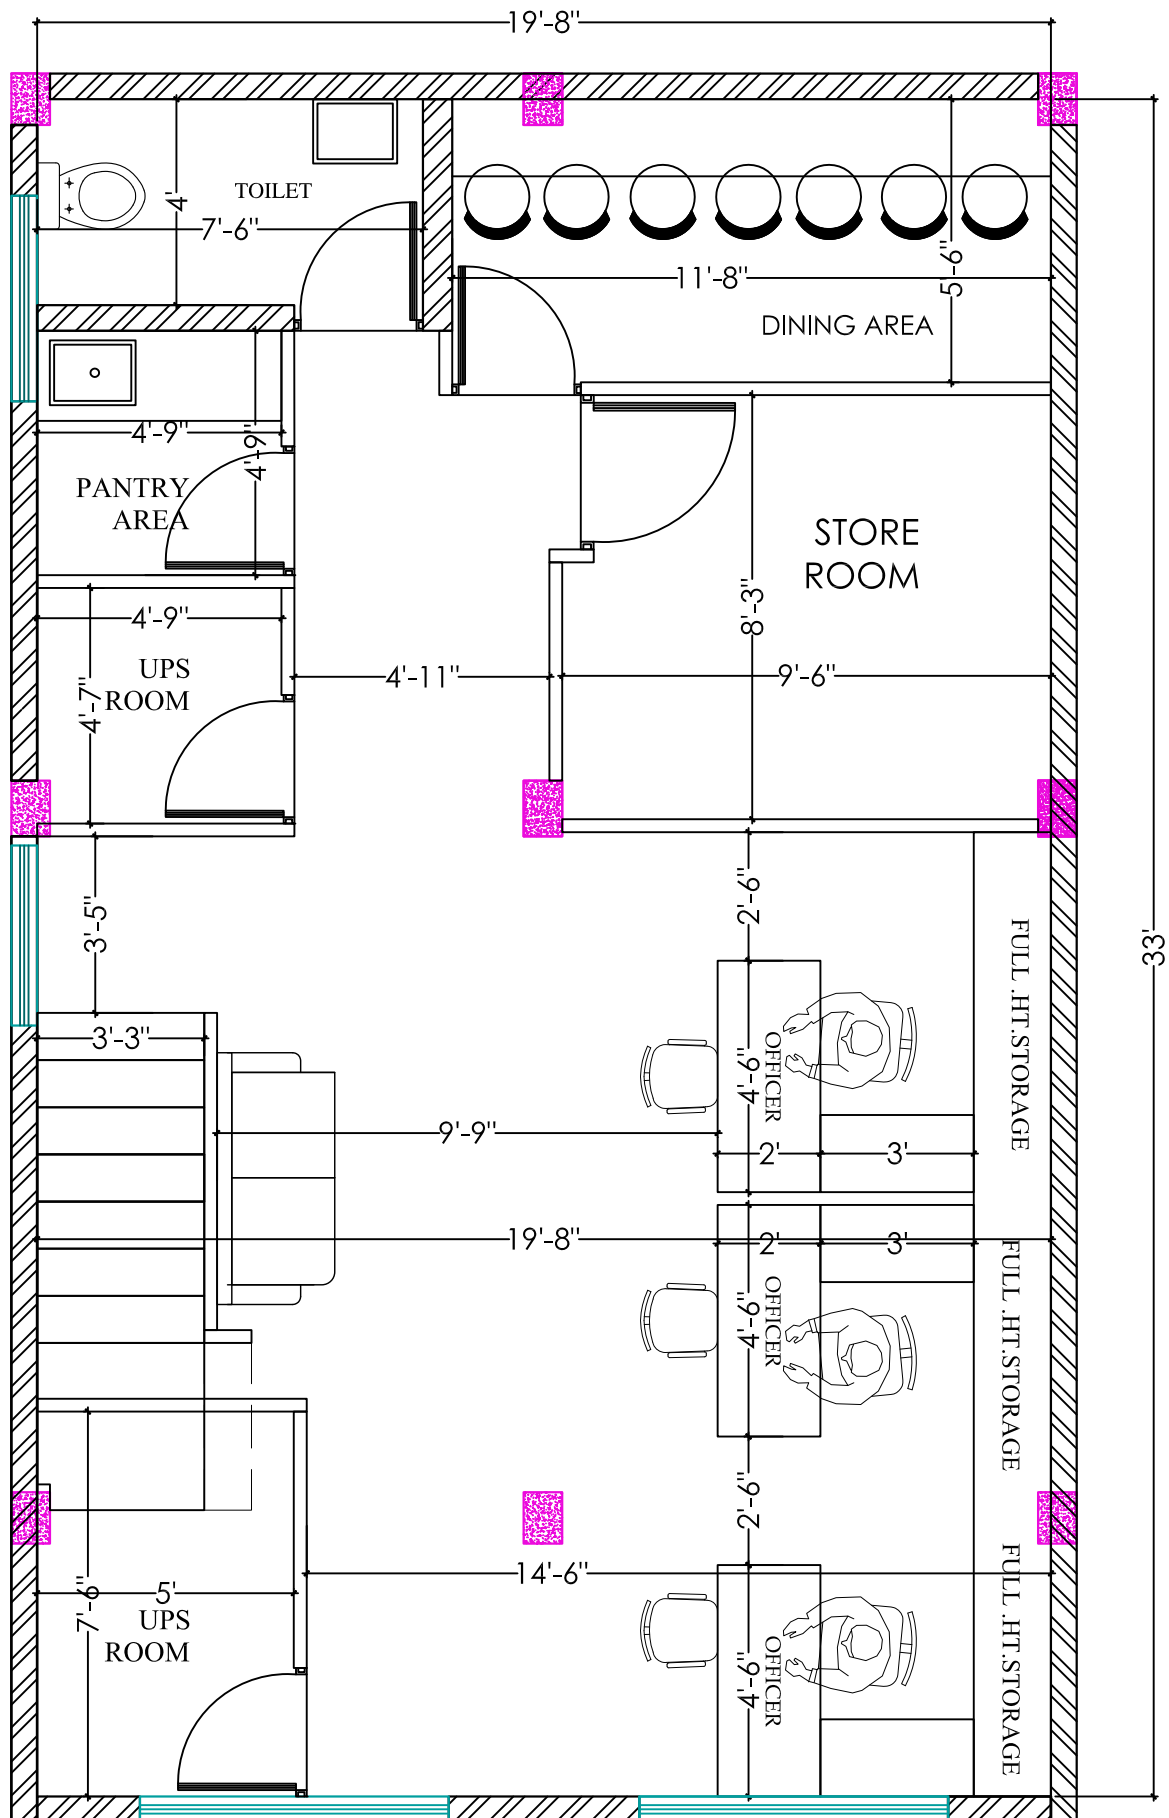 19'-8"
TOILET
4'
7'-6"
11'-8"
5'-6"
DINING AREA
4'-9"
4'-9"
PANTRY
AREA
STORE
ROOM
8'-3"
9'-6"
4'-9"
UPS
ROOM
4'-7"
4'-11"
33'
3'-5"
2'-6"
FULL .HT.STORAGE
3'-3"
OFFICER
4'-6"
9'-9"
2'
3'
19'-8"
2'
3'
OFFICER
4'-6"
FULL .HT.STORAGE
2'-6"
14'-6"
5'
7'-6"
UPS
ROOM
OFFICER
4'-6"
FULL .HT.STORAGE